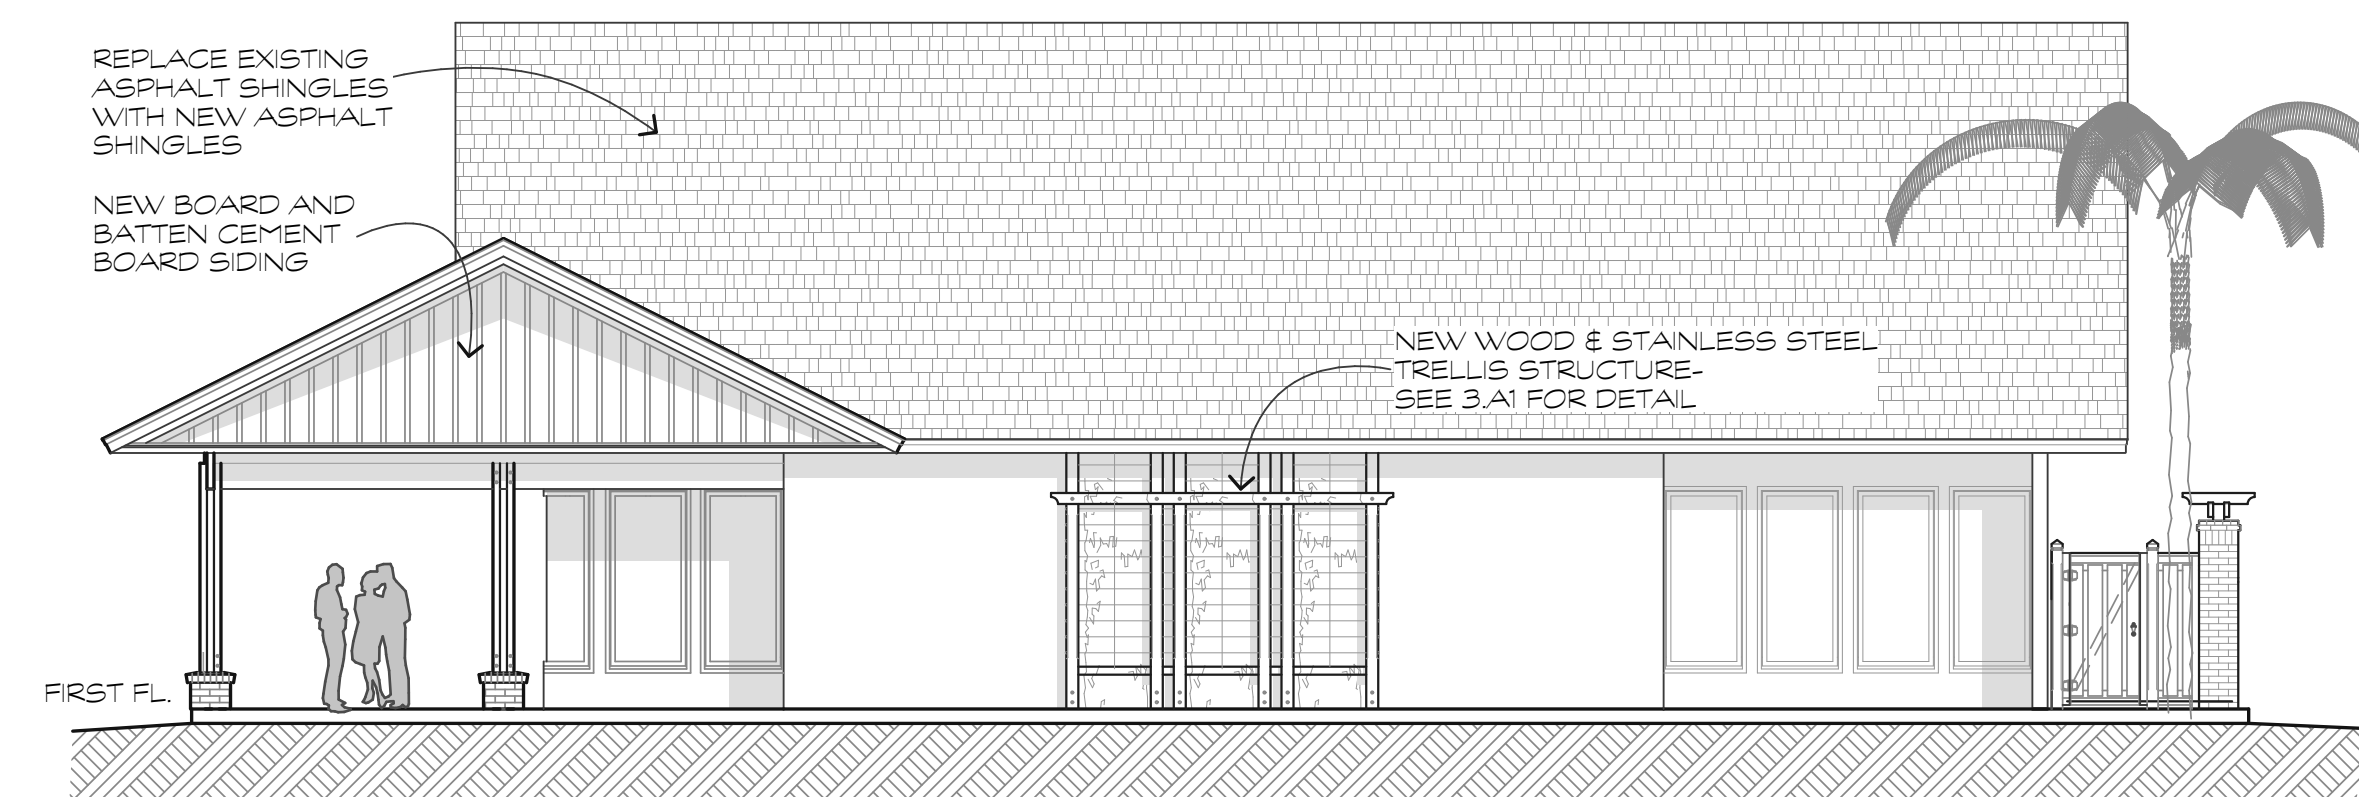 REPLACE EXISTING
ASPHALT SHINGLES
WITH NEW ASPHALT
SHINGLES
NEW BOARD AND
BATTEN CEMENT
BOARD SIDING
NEW WOOD & STAINLESS STEEL
TRELLIS STRUCTURE-
SEE 3.A1 FOR DETAIL
FIRST FL.